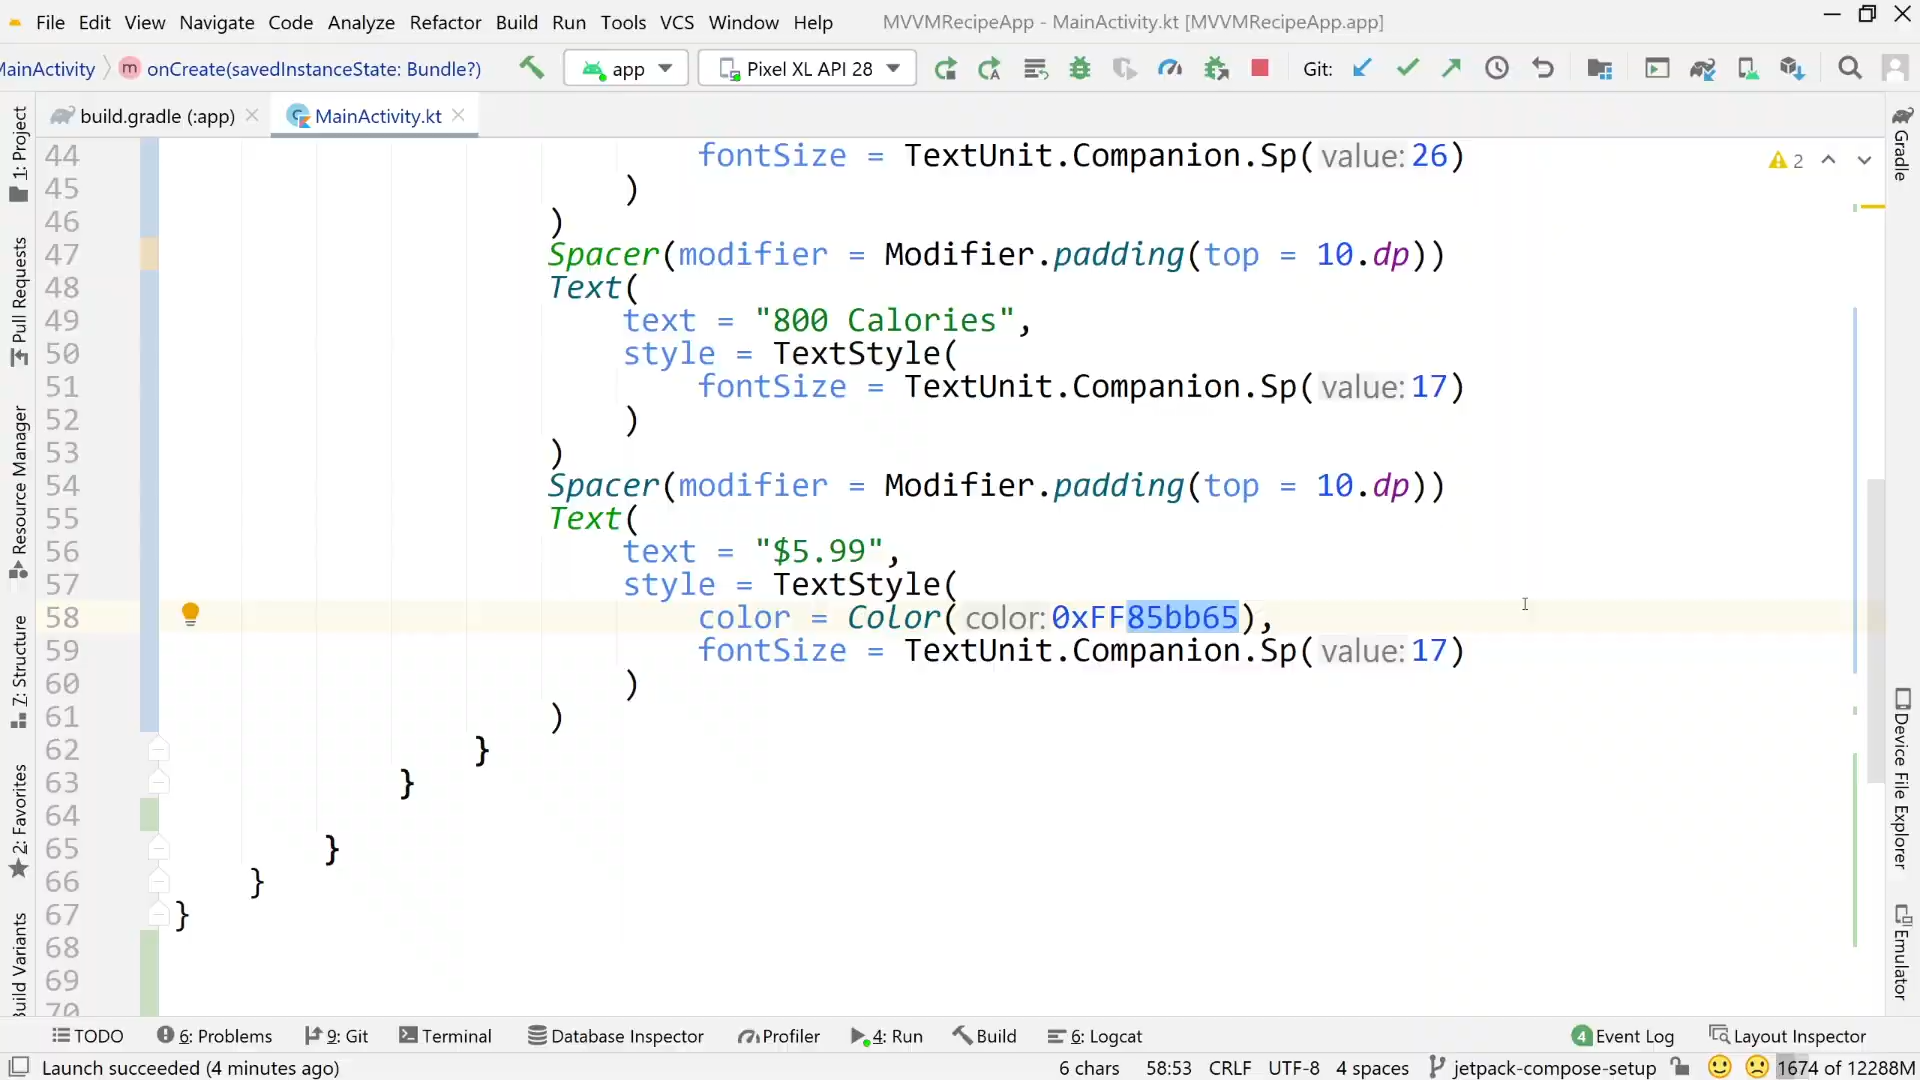 File Edit View Navigate Code Analyze Refactor Build Run Tools VCS Window Help MVVMRecipeApp - MainActivity.kt [MVVMRecipeApp.app]
MainActivity m onCreate(savedInstanceState: Bundle?) app Pixel XL API 28 Git:
build.gradle (:app) MainActivity.kt
1: Project
Pull Requests
Resource Manager
Z: Structure
2: Favorites
Build Variants
44 fontSize = TextUnit.Companion.Sp( value: 26)
45 )
46 )
47 Spacer(modifier = Modifier.padding(top = 10.dp))
48 Text(
49 text = "800 Calories",
50 style = TextStyle(
51 fontSize = TextUnit.Companion.Sp( value: 17)
52 )
53 )
54 Spacer(modifier = Modifier.padding(top = 10.dp))
55 Text(
56 text = "$5.99",
57 style = TextStyle(
58 color = Color( color: 0xFF85bb65),
59 fontSize = TextUnit.Companion.Sp( value: 17)
60 )
61 )
62 }
63 }
64
65 }
66 }
67 }
68
69
70
2
Gradle
Device File Explorer
Emulator
TODO 6: Problems 9: Git Terminal Database Inspector Profiler 4: Run Build 6: Logcat 4 Event Log Layout Inspector
Launch succeeded (4 minutes ago) 6 chars 58:53 CRLF UTF-8 4 spaces jetpack-compose-setup 1674 of 12288M